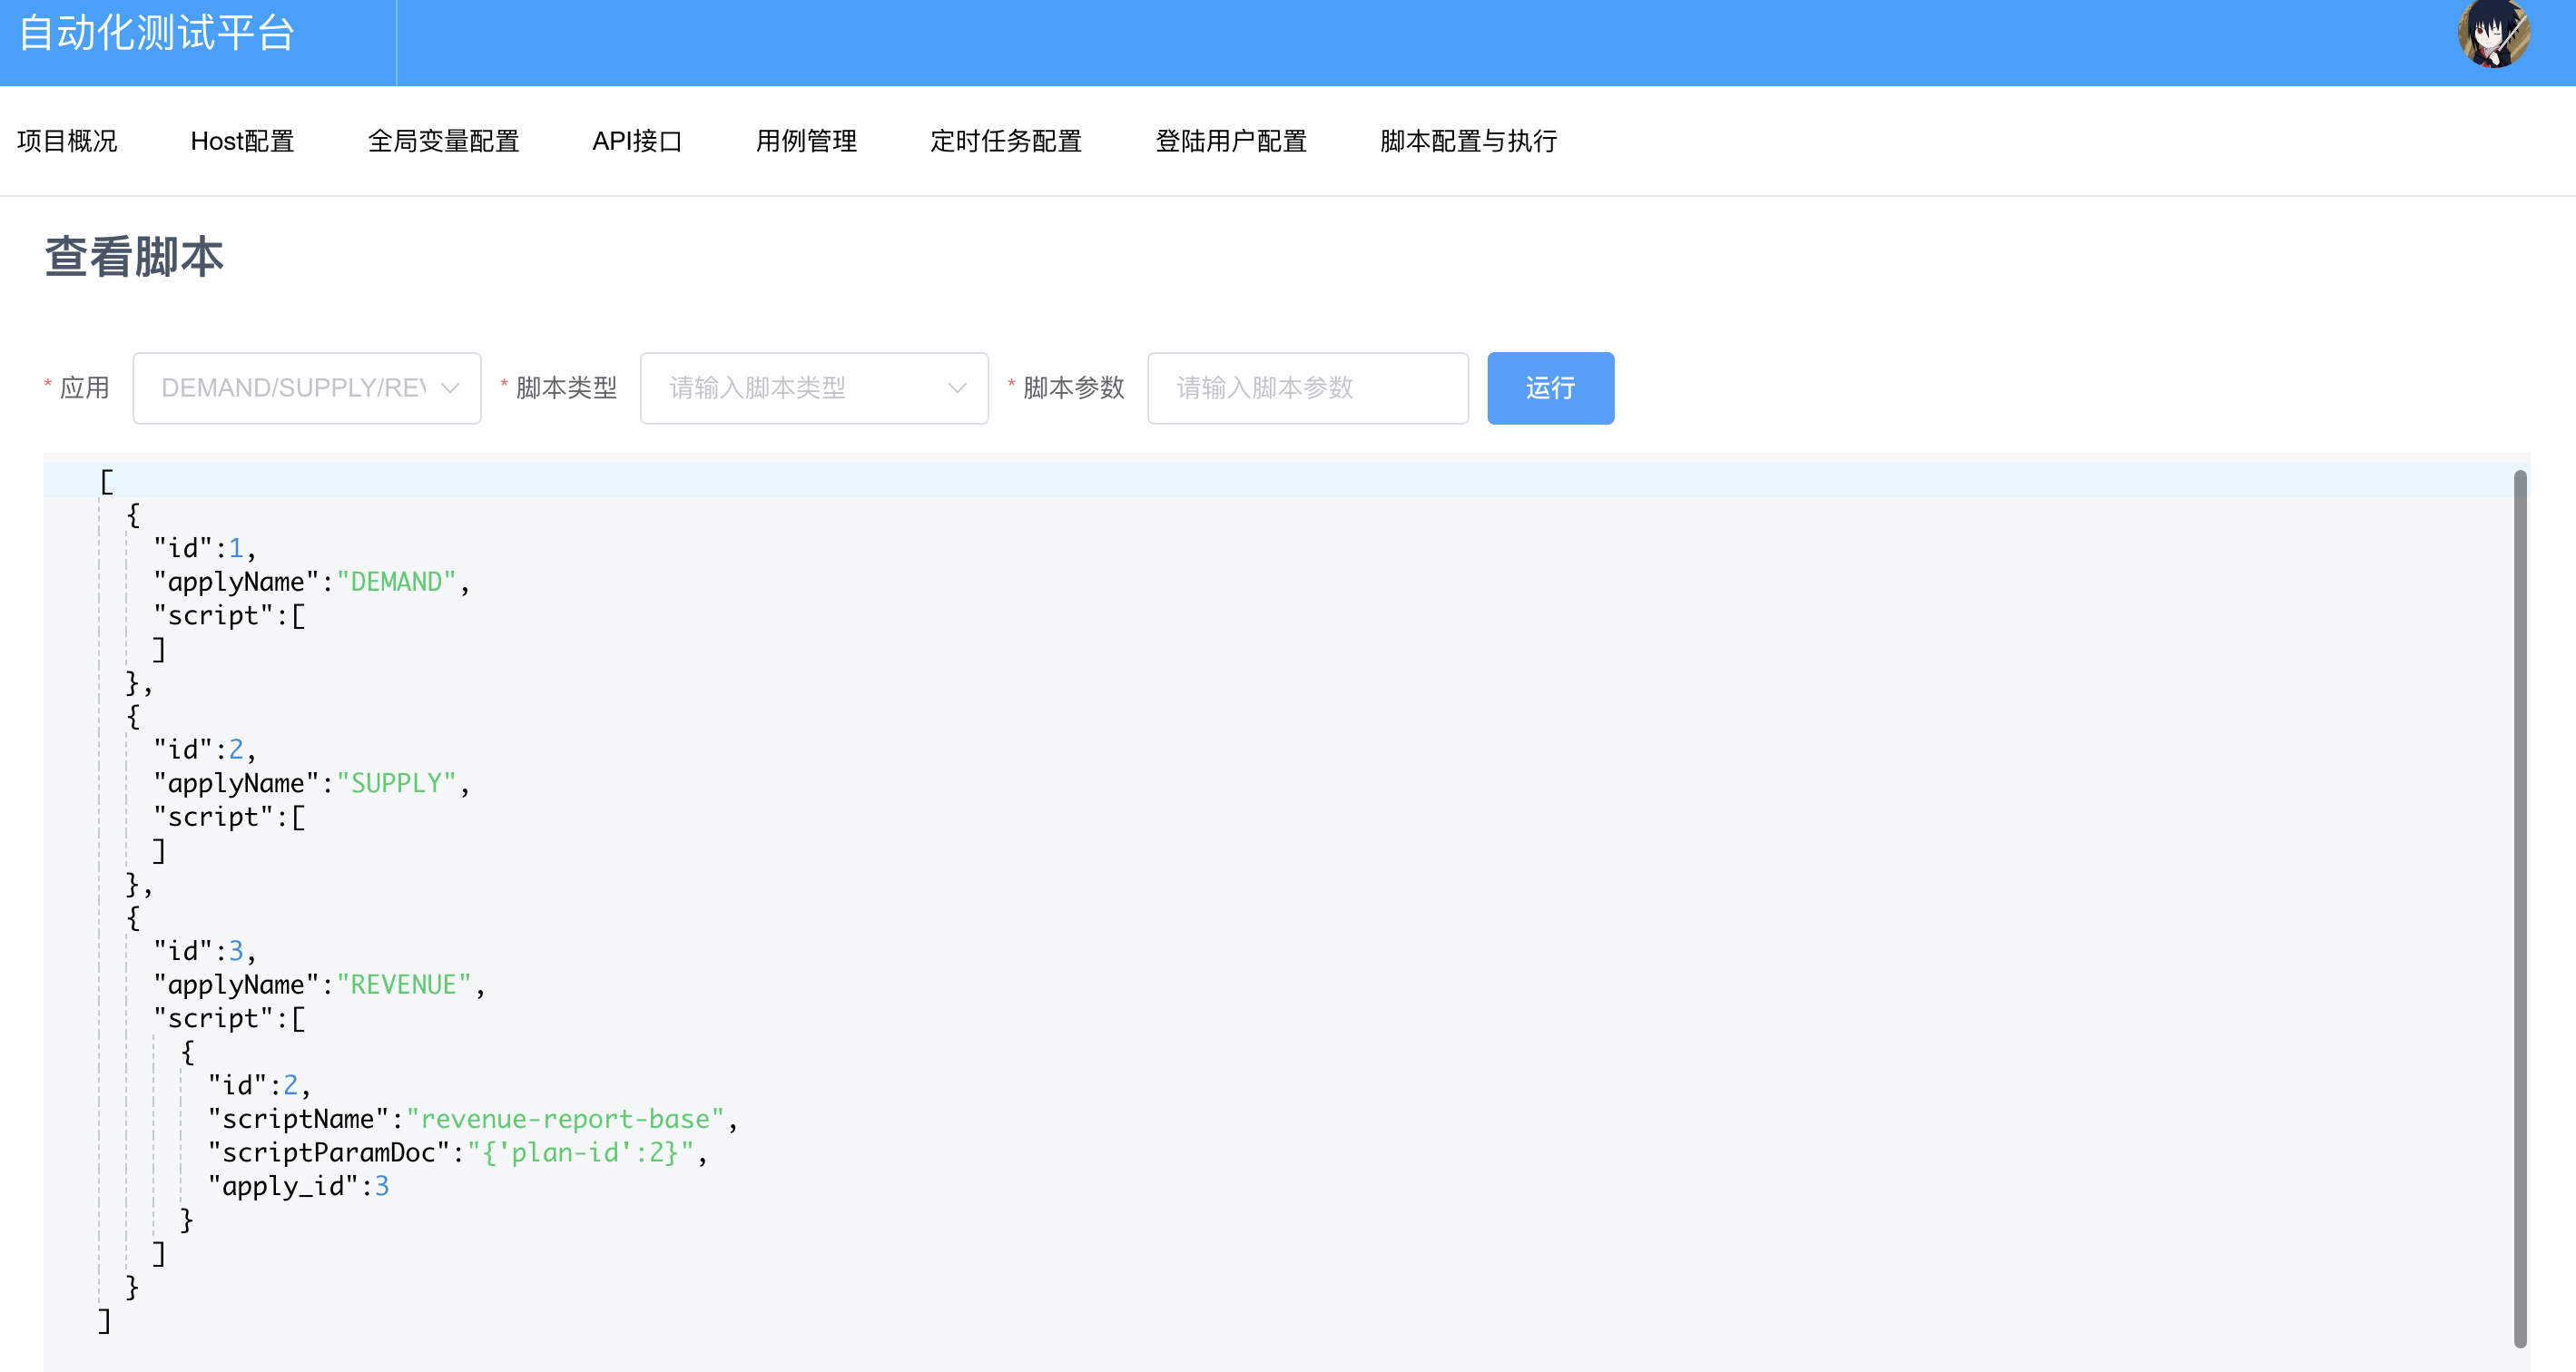 自动化测试平台
项目概况 Host配置 全局变量配置 API接口 用例管理 定时任务配置 登陆用户配置 脚本配置与执行
查看脚本
* 应用 DEMAND/SUPPLY/REV * 脚本类型 请输入脚本类型 * 脚本参数 请输入脚本参数 运行
[
{
"id":1,
"applyName":"DEMAND",
"script":[
]
},
{
"id":2,
"applyName":"SUPPLY",
"script":[
]
},
{
"id":3,
"applyName":"REVENUE",
"script":[
{
"id":2,
"scriptName":"revenue-report-base",
"scriptParamDoc":"{'plan-id':2}",
"apply_id":3
}
]
}
]